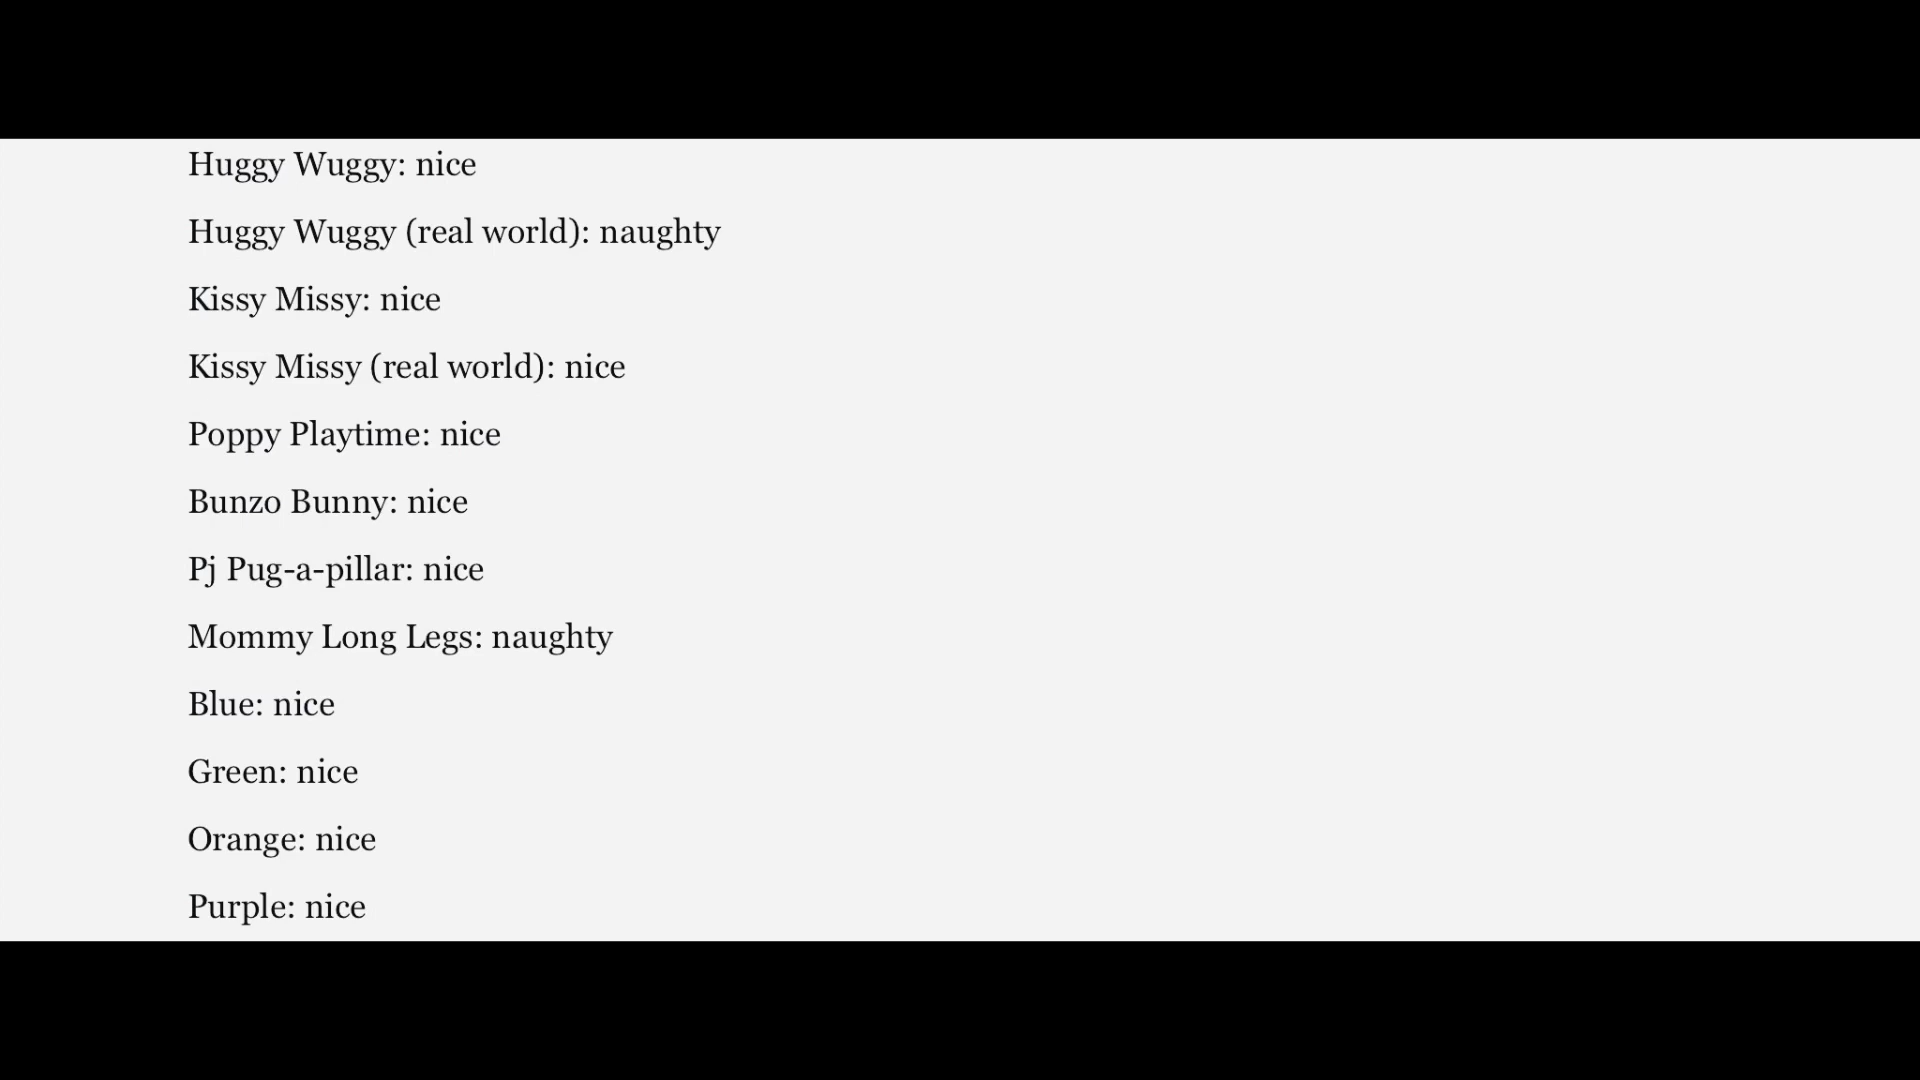 Huggy Wuggy: nice
Huggy Wuggy (real world): naughty
Kissy Missy: nice
Kissy Missy (real world): nice
Poppy Playtime: nice
Bunzo Bunny: nice
Pj Pug-a-pillar: nice
Mommy Long Legs: naughty
Blue: nice
Green: nice
Orange: nice
Purple: nice